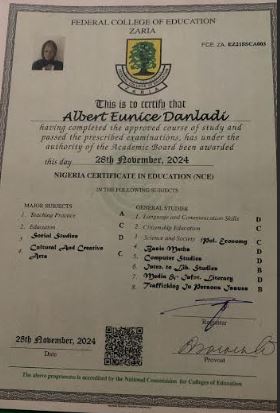 FEDERAL COLLEGE OF EDUCATION
ZARIA
FCE. ZA.
ZARIA
This is to certify that
Albert Eunice Danladi
having completed the approved course of study and
passed the prescribed examinations, has under the
authority of the Academic Board been awarded
this day 28th November, 2024
NIGERIA CERTIFICATE IN EDUCATION (NCE)
IN THE FOLLOWING SUBJECTS
MAJOR SUBJECTS
1. Teaching Practice A
2. Education C
3. Social Studies D
4. Cultural And Creative Arts C
GENERAL STUDIES
1. Language and Communication Skills D
2. Citizenship Education C
3. Science and Society / Pol. Economy C
4. Basic Maths D
5. Computer Studies D
6. Intro. to Lib. Studies B
7. Media & Infor. Literary D
8. Trafficking In Persons Issues B
28th November, 2024
Date
Registrar
Provost
The above programme is accredited by the National Commission for Colleges of Education